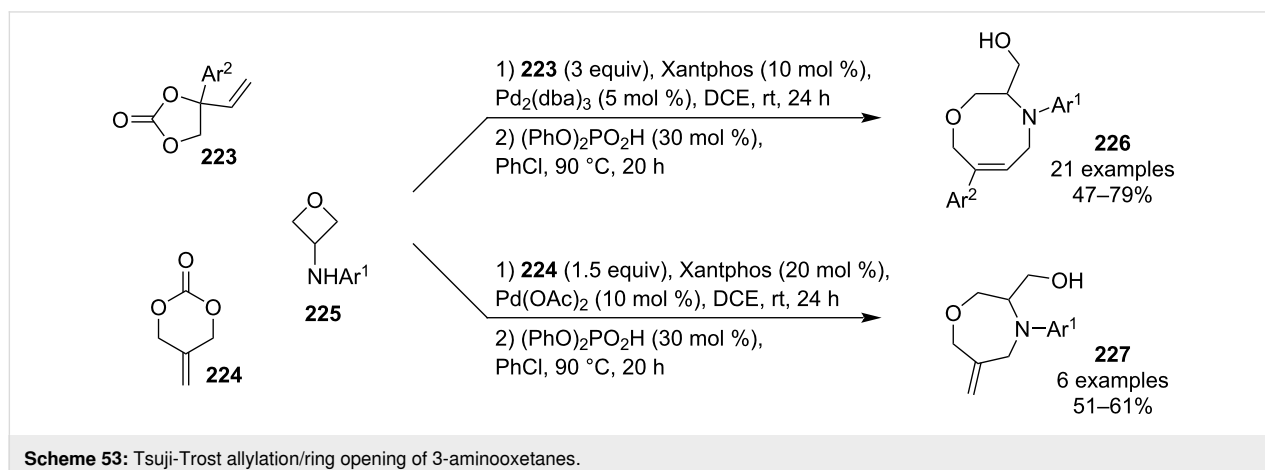 Ar2
O
O
O
223
1) 223 (3 equiv), Xantphos (10 mol %),
Pd2(dba)3 (5 mol %), DCE, rt, 24 h
2) (PhO)2PO2H (30 mol %),
PhCl, 90 °C, 20 h
HO
O
N
Ar1
Ar2
226
21 examples
47–79%
O
NHAr1
225
O
O
O
224
1) 224 (1.5 equiv), Xantphos (20 mol %),
Pd(OAc)2 (10 mol %), DCE, rt, 24 h
2) (PhO)2PO2H (30 mol %),
PhCl, 90 °C, 20 h
OH
O
N
Ar1
227
6 examples
51–61%
Scheme 53: Tsuji-Trost allylation/ring opening of 3-aminooxetanes.